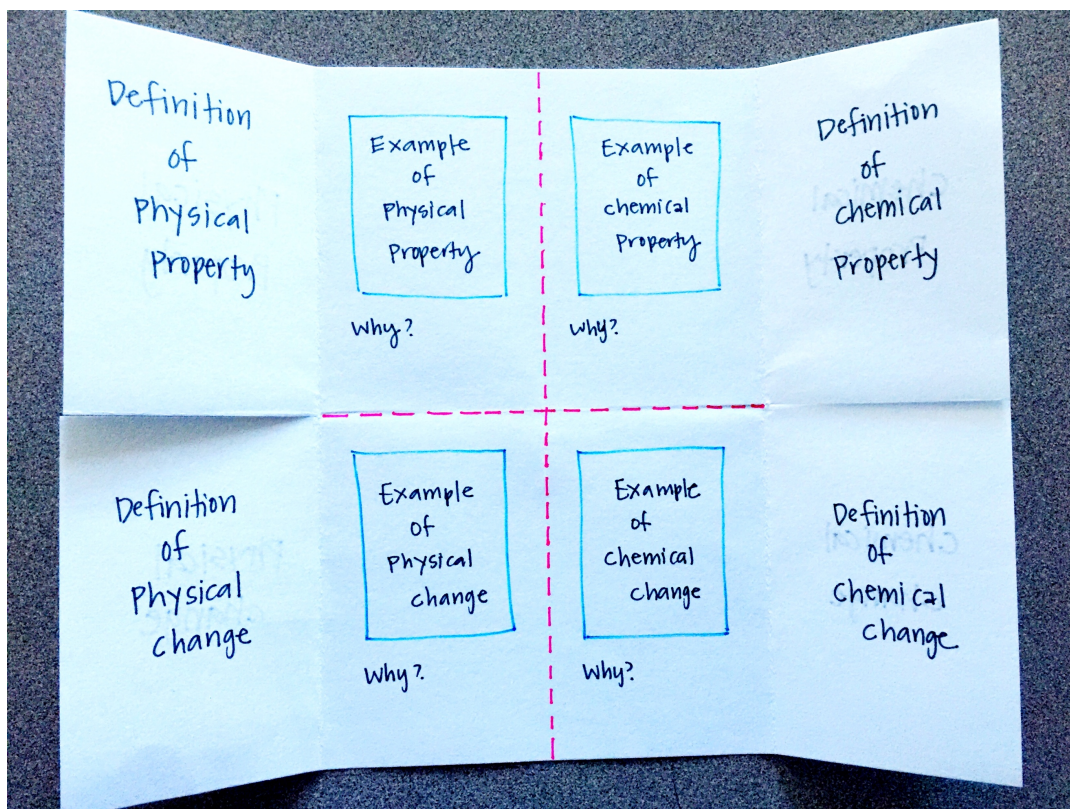 Definition
of
Physical
Property
Example
of
Physical
Property
Why?
Example
of
chemical
Property
Why?
Definition
of
chemical
Property
Definition
of
Physical
change
Example
of
Physical
change
Why?
Example
of
Chemical
change
Why?
Definition
of
Chemical
Change